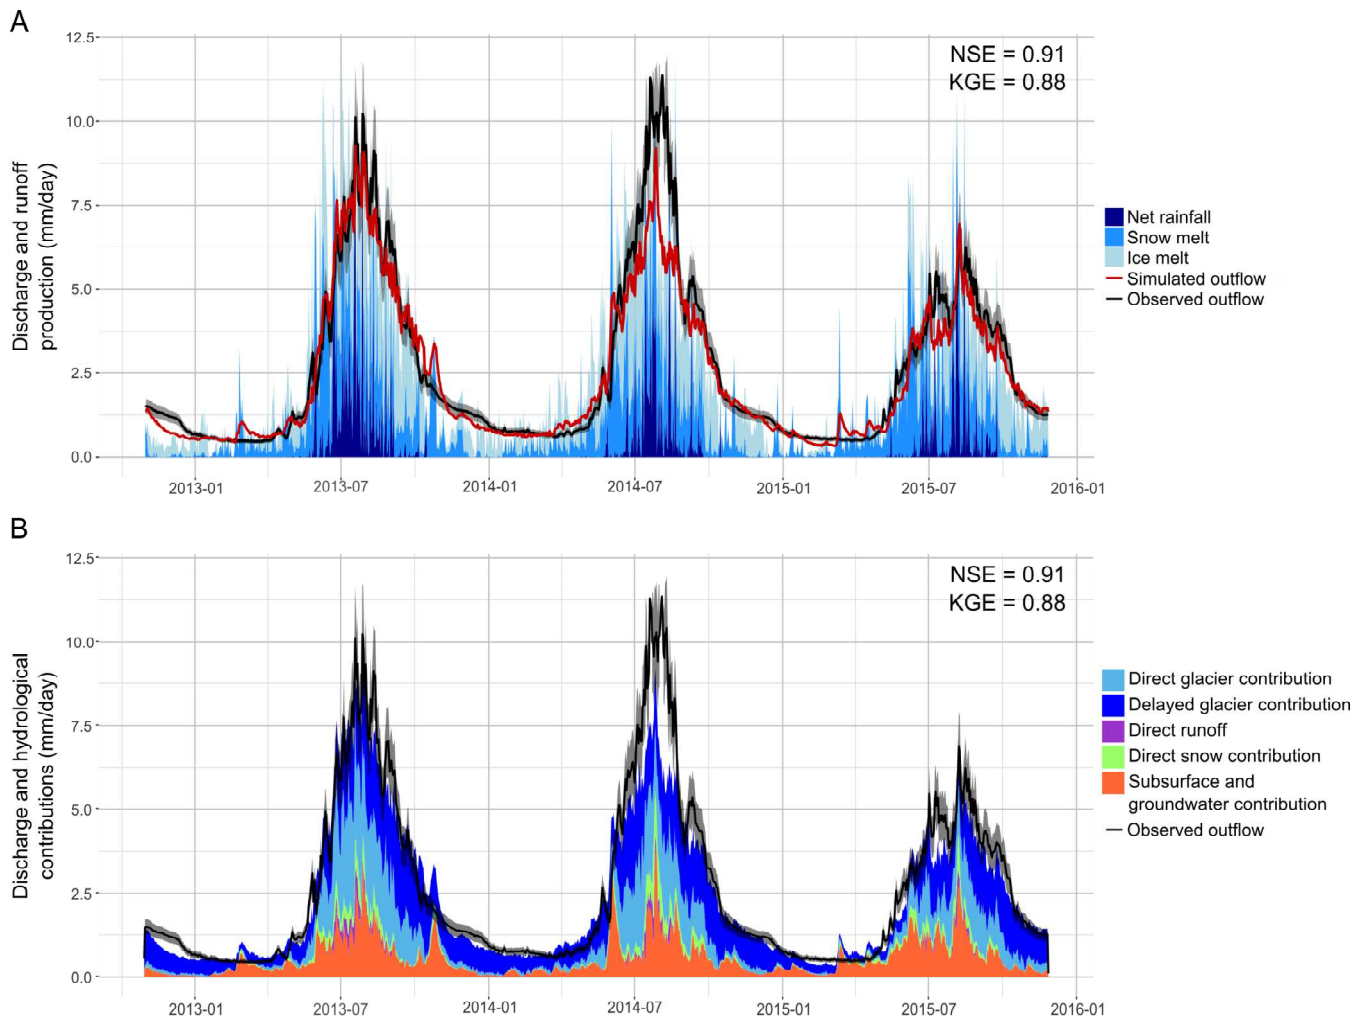 A
12.5
10.0
7.5
5.0
2.5
0.0
Discharge and runoff
production (mm/day)
NSE = 0.91
KGE = 0.88
Net rainfall
Snow melt
Ice melt
Simulated outflow
Observed outflow
2013-01
2013-07
2014-01
2014-07
2015-01
2015-07
2016-01
B
12.5
10.0
7.5
5.0
2.5
0.0
Discharge and hydrological
contributions (mm/day)
NSE = 0.91
KGE = 0.88
Direct glacier contribution
Delayed glacier contribution
Direct runoff
Direct snow contribution
Subsurface and
groundwater contribution
Observed outflow
2013-01
2013-07
2014-01
2014-07
2015-01
2015-07
2016-01